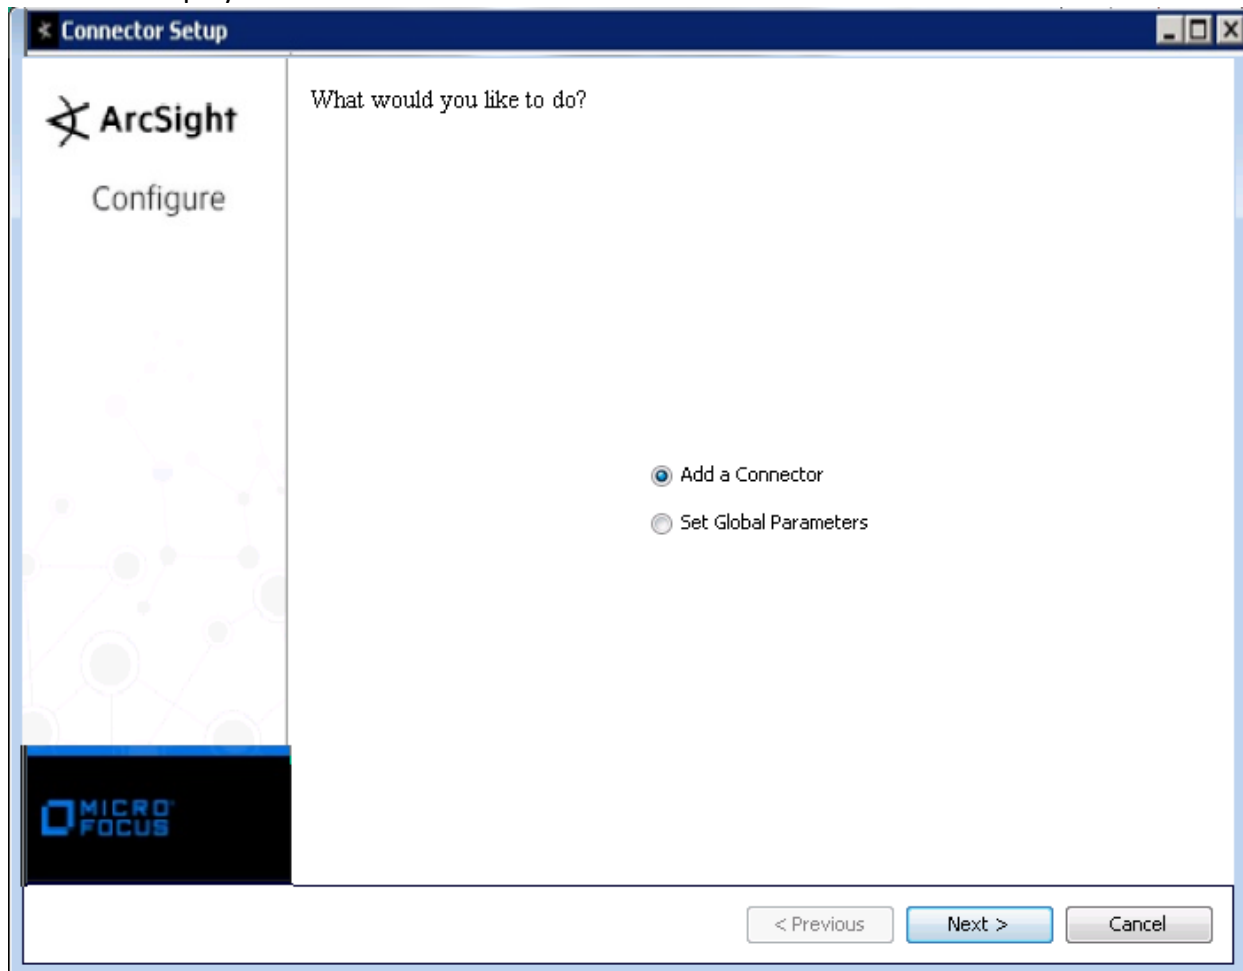 Connector Setup
ArcSight
Configure
What would you like to do?
Add a Connector
Set Global Parameters
MICRO
FOCUS
< Previous
Next >
Cancel